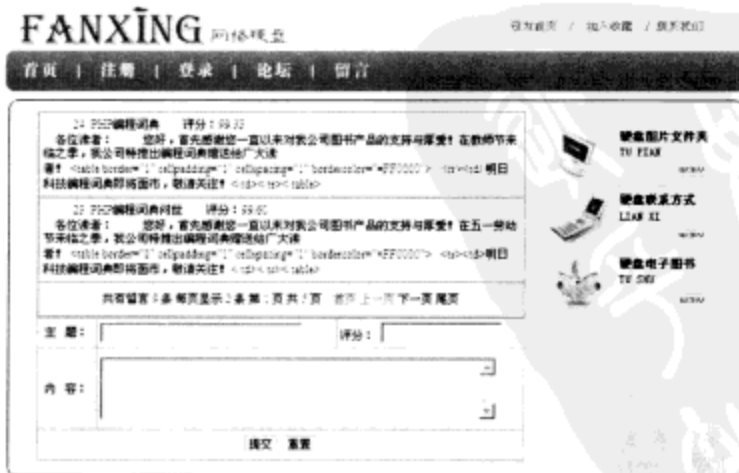 FANXING 网络硬盘
设为首页 / 加入收藏 / 联系我们
首页 | 注册 | 登录 | 论坛 | 留言
24 PHP编程词典 评分：99.33
各位读者： 您好，首先感谢您一直以来对我公司图书产品的支持与厚爱！在教师节来
临之季，我公司特推出编程词典赠送给广大读
者！ <table border="1" cellpadding="1" cellspacing="1" bordercolor="#FF0000"> <tr><td>明日
科技编程词典即将面市，敬请关注！</td></tr></table>
PHP编程词典问世 评分：99.60
各位读者： 您好，首先感谢您一直以来对我公司图书产品的支持与厚爱！在五一劳动
节来临之季，我公司特推出编程词典赠送给广大读
者！ <table border="1" cellpadding="1" cellspacing="1" bordercolor="#FF0000"> <tr><td>明日
科技编程词典即将面市，敬请关注！</td></tr></table>
共有留言 条 每页显示 2 条 第 页 共 页 首页 上一页 下一页 尾页
主 题： 评分：
内 容：
提交 重置
硬盘图片文件夹
TU PIAN
硬盘联系方式
LIAN XI
硬盘电子图书
TU SHU